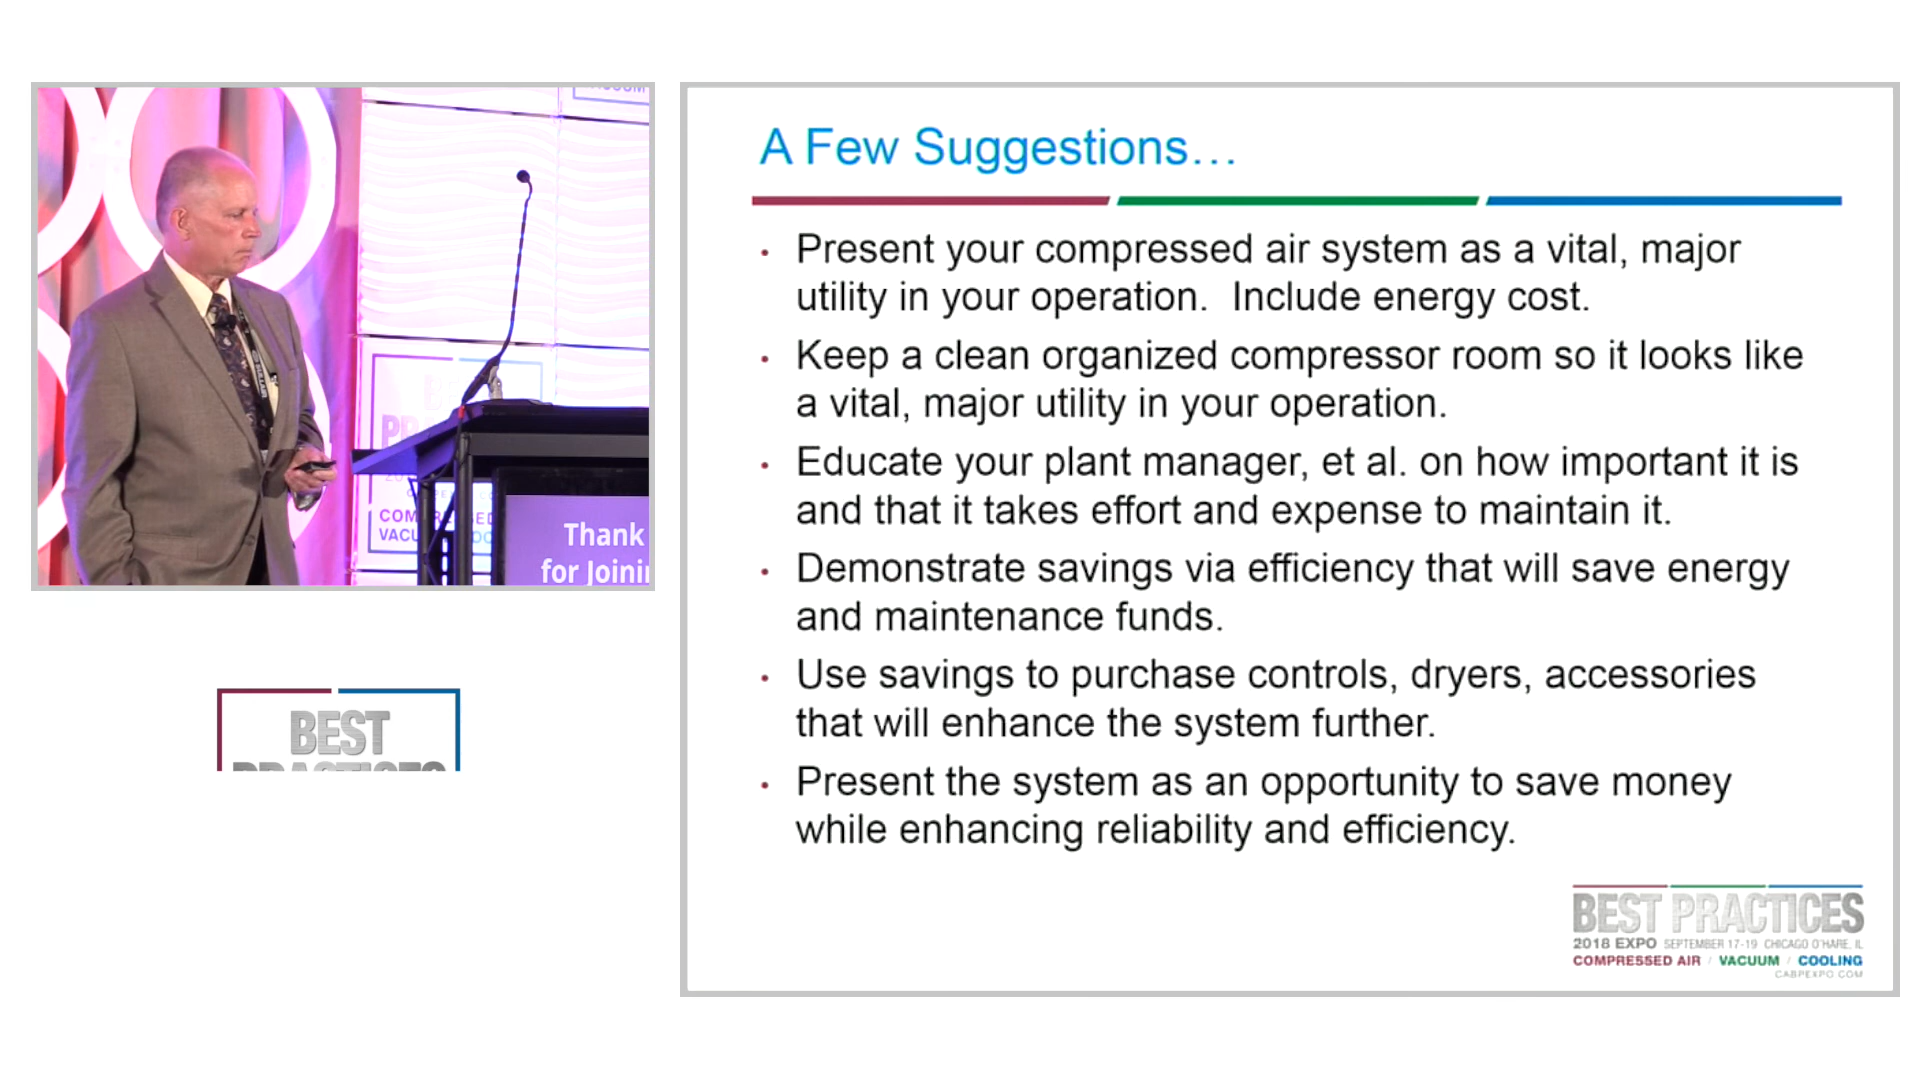 A Few Suggestions…
• Present your compressed air system as a vital, major
utility in your operation.  Include energy cost.
• Keep a clean organized compressor room so it looks like
a vital, major utility in your operation.
• Educate your plant manager, et al. on how important it is
and that it takes effort and expense to maintain it.
• Demonstrate savings via efficiency that will save energy
and maintenance funds.
• Use savings to purchase controls, dryers, accessories
that will enhance the system further.
• Present the system as an opportunity to save money
while enhancing reliability and efficiency.
BEST PRACTICES
2018 EXPO SEPTEMBER 17-19 CHICAGO O'HARE, IL
COMPRESSED AIR / VACUUM / COOLING
CABPEXPO.COM
Thank
for Joini
BEST
PRACTICES